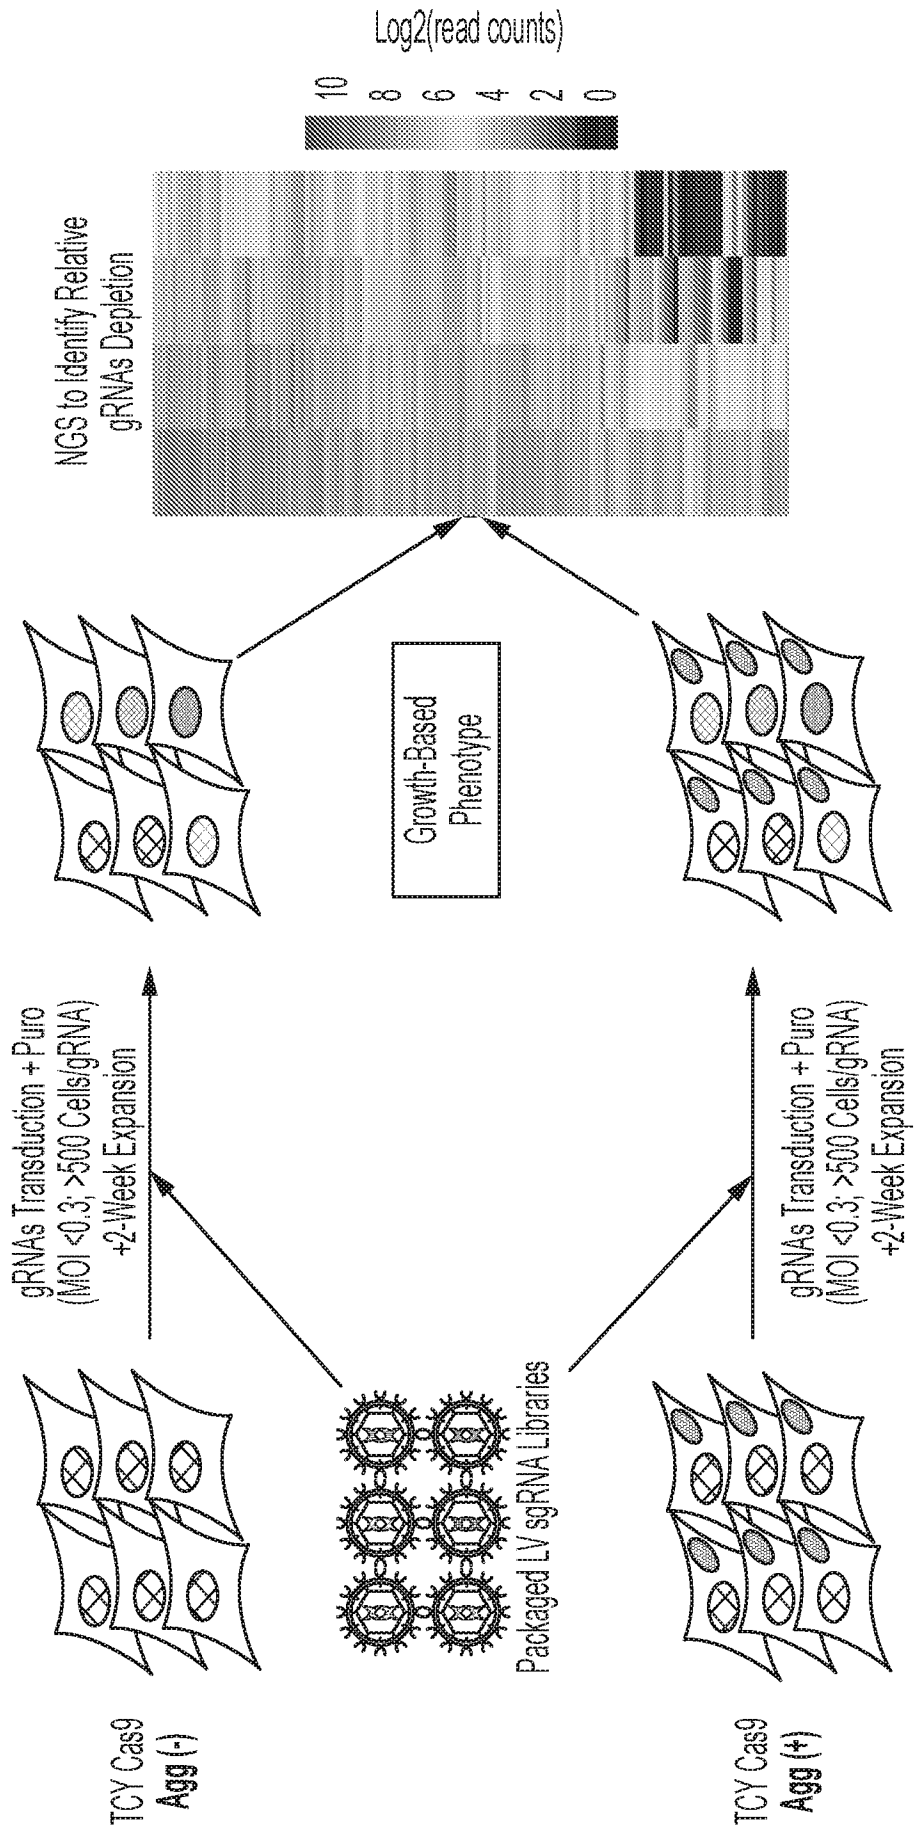 TCY Cas9
Agg (-)
gRNAs Transduction + Puro
(MOI <0.3; >500 Cells/gRNA)
+2-Week Expansion
NGS to Identify Relative
gRNAs Depletion
Packaged LV sgRNA Libraries
Growth-Based
Phenotype
10
8
6
4
2
0
Log2(read counts)
TCY Cas9
Agg (+)
gRNAs Transduction + Puro
(MOI <0.3; >500 Cells/gRNA)
+2-Week Expansion